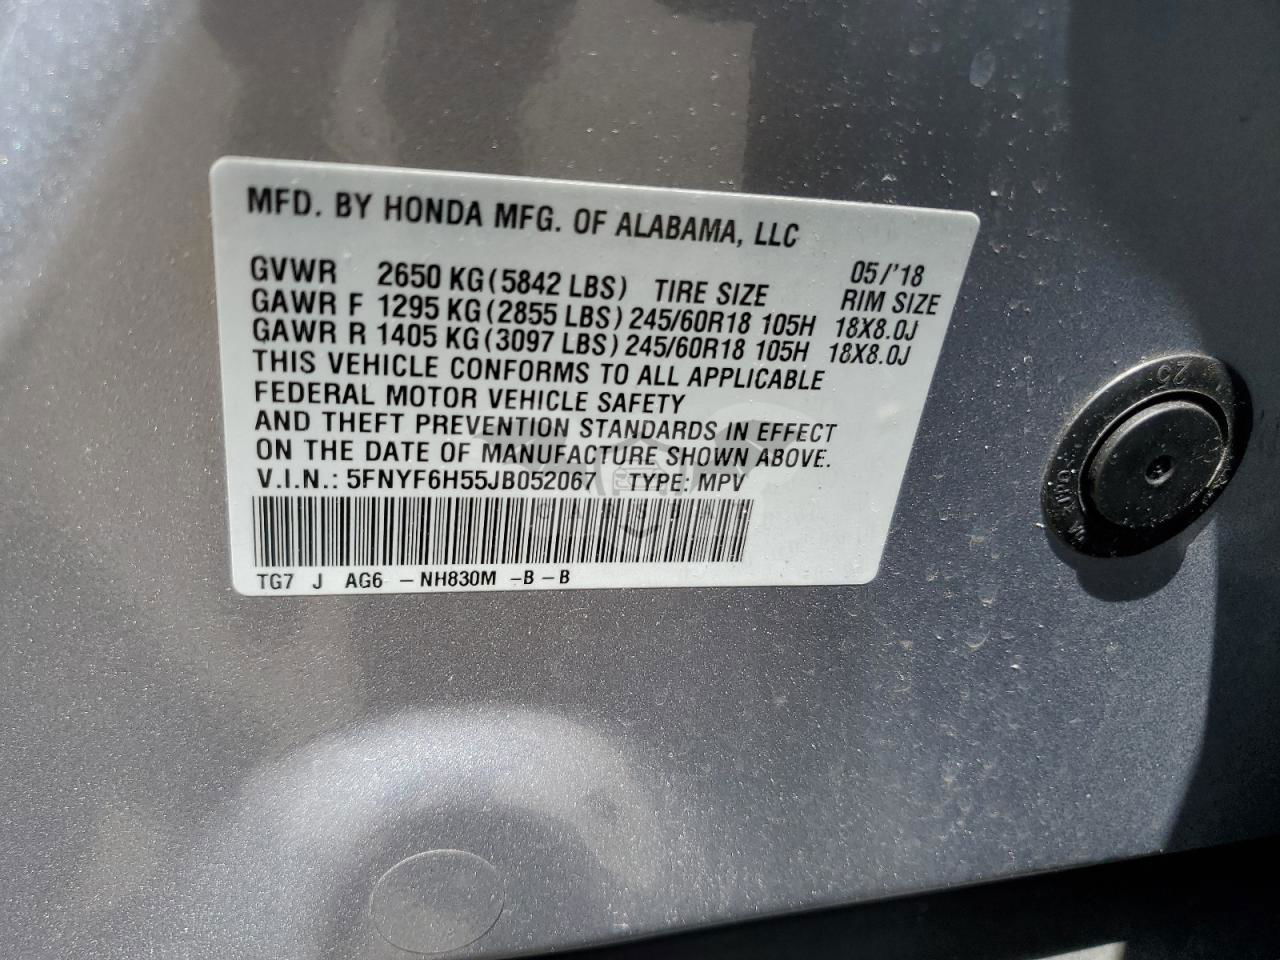 MFD. BY HONDA MFG. OF ALABAMA, LLC
05/'18
GVWR 2650 KG (5842 LBS) TIRE SIZE RIM SIZE
GAWR F 1295 KG (2855 LBS) 245/60R18 105H 18X8.0J
GAWR R 1405 KG (3097 LBS) 245/60R18 105H 18X8.0J
THIS VEHICLE CONFORMS TO ALL APPLICABLE
FEDERAL MOTOR VEHICLE SAFETY
AND THEFT PREVENTION STANDARDS IN EFFECT
ON THE DATE OF MANUFACTURE SHOWN ABOVE.
V.I.N.: 5FNYF6H55JB052067 TYPE: MPV
TG7 J AG6 - NH830M -B - B
25